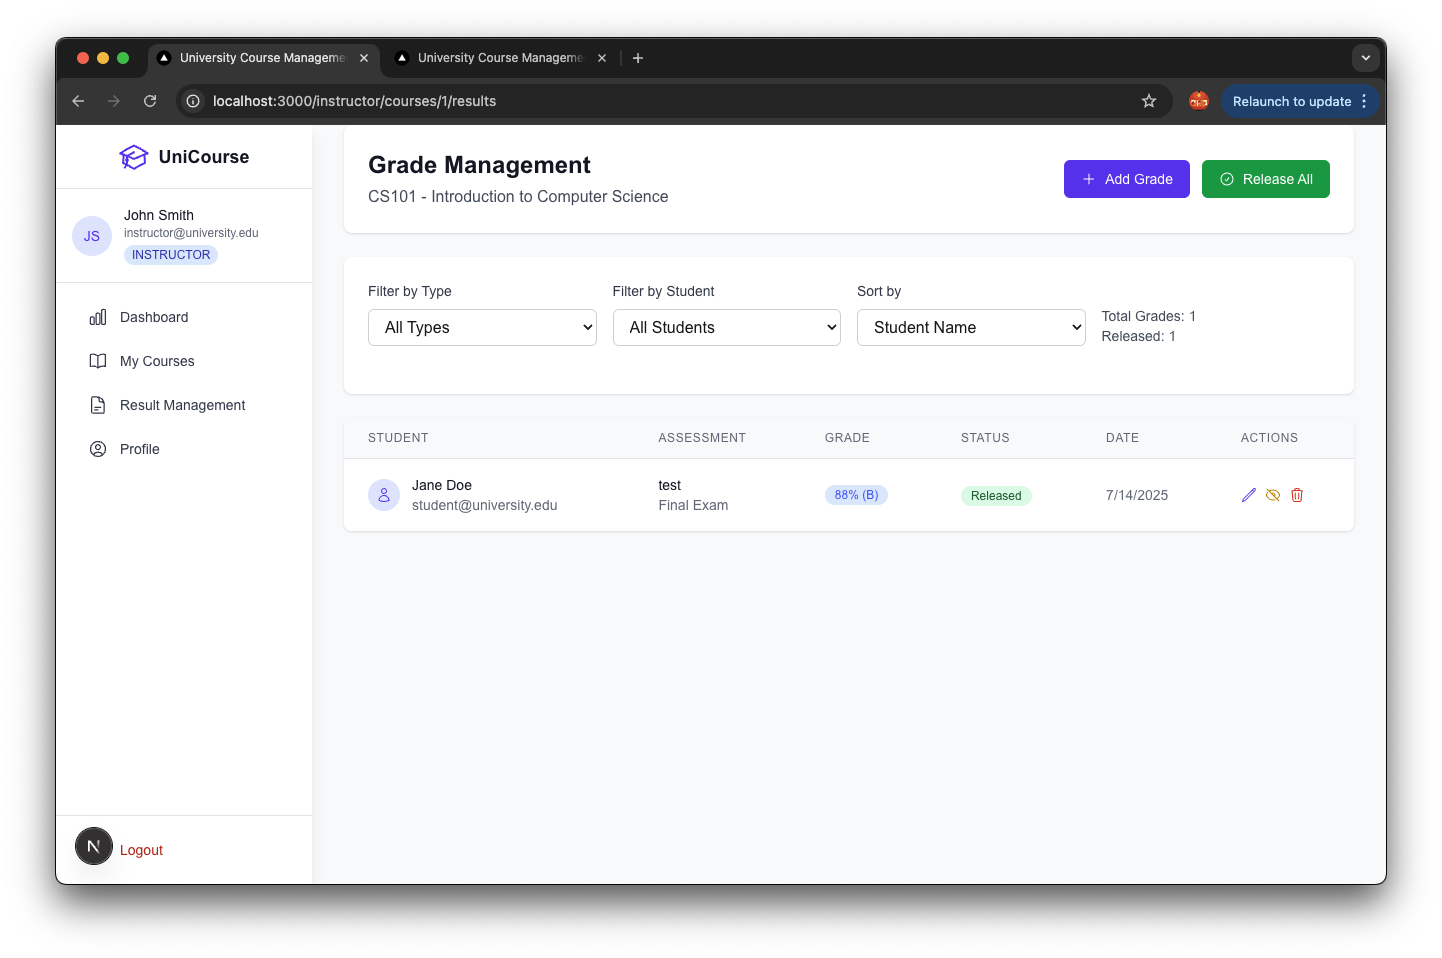 University Course Manageme
University Course Manageme
localhost:3000/instructor/courses/1/results
Relaunch to update
UniCourse
JS
John Smith
instructor@university.edu
INSTRUCTOR
Dashboard
My Courses
Result Management
Profile
N
Logout
Grade Management
CS101 - Introduction to Computer Science
Add Grade
Release All
Filter by Type
All Types
Filter by Student
All Students
Sort by
Student Name
Total Grades: 1
Released: 1
STUDENT ASSESSMENT GRADE STATUS DATE ACTIONS
Jane Doe
student@university.edu
test
Final Exam
88% (B)
Released
7/14/2025